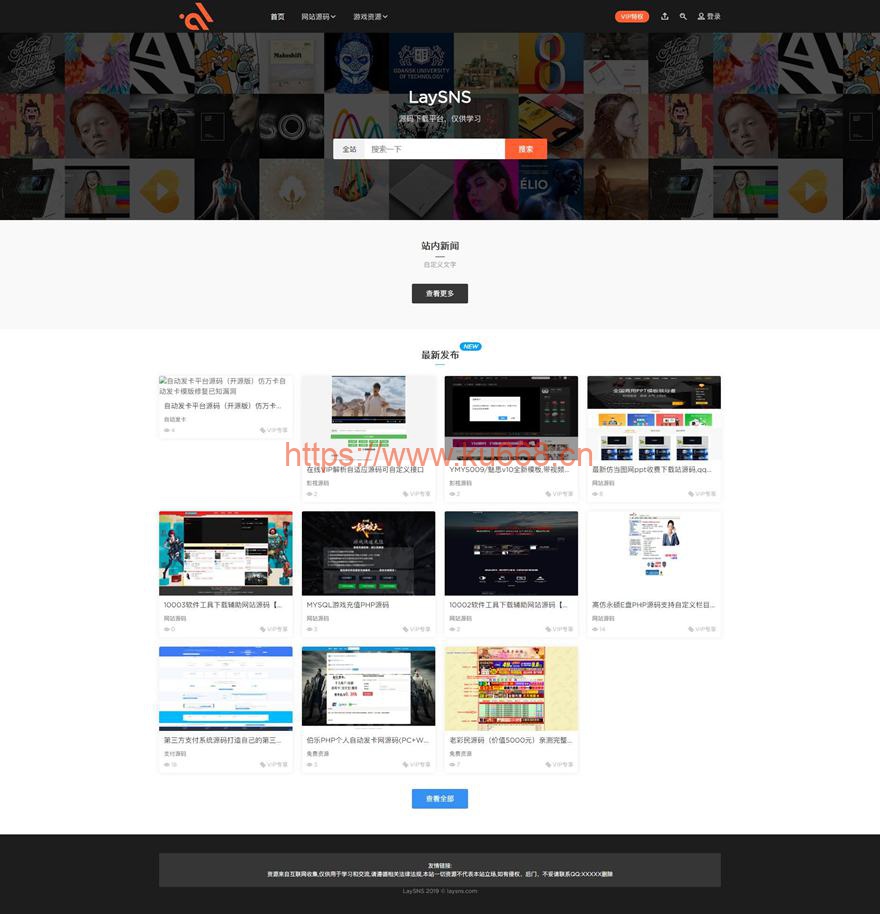 首页 网站源码 游戏资源 VIP特权 登录
Makeshift
GDANSK UNIVERSITY
OF TECHNOLOGY
LaySNS
源码下载平台，仅供学习
全站 搜索一下 搜索
SOS
ÉLIO
站内新闻
自定义文字
查看更多
最新发布 NEW
自动发卡平台源码（开源版）仿万卡自
动发卡模版修复已知漏洞
自动发卡平台源码（开源版）仿万卡...
自动发卡
4 VIP专享
https://www.ku668.cn
在线VIP解析自适应源码可自定义接口
影视源码
2 VIP专享
YMYS009/魅思v10全新模板,带视频...
影视源码
2 VIP专享
全国商用PPT模板领导者
最新仿当图网ppt收费下载站源码,qq...
网站源码
8 VIP专享
10003软件工具下载辅助网站源码【...
网站源码
0 VIP专享
MYSQL游戏充值PHP源码
网站源码
3 VIP专享
10002软件工具下载辅助网站源码【...
网站源码
2 VIP专享
高仿永硕E盘PHP源码支持自定义栏目...
网站源码
14 VIP专享
第三方支付系统源码打造自己的第三...
支付源码
18 VIP专享
伯乐PHP个人自动发卡网源码(PC+W...
免费资源
3 VIP专享
老彩民源码（价值5000元）亲测完整...
免费资源
7 VIP专享
查看全部
友情链接:
资源来自互联网收集,仅供用于学习和交流,请遵循相关法律法规,本站一切资源不代表本站立场,如有侵权、后门、不妥请联系QQ:XXXXX删除
LaySNS 2019 © laysns.com